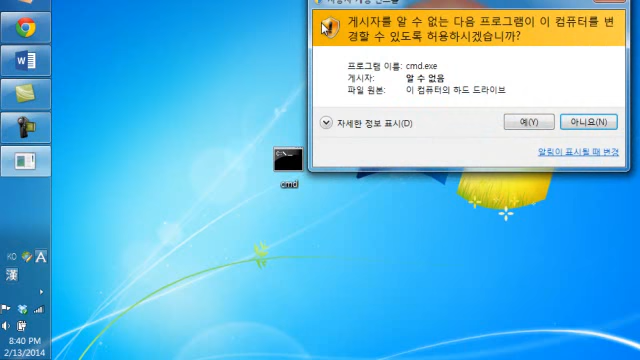 게시자를 알 수 없는 다음 프로그램이 이 컴퓨터를 변
경할 수 있도록 허용하시겠습니까?
프로그램 이름: cmd.exe
게시자: 알 수 없음
파일 원본: 이 컴퓨터의 하드 드라이브
자세한 정보 표시(D)
예(Y)
아니요(N)
알림이 표시될 때 변경
C:\_
cmd
KO
A
漢
8:40 PM
2/13/2014